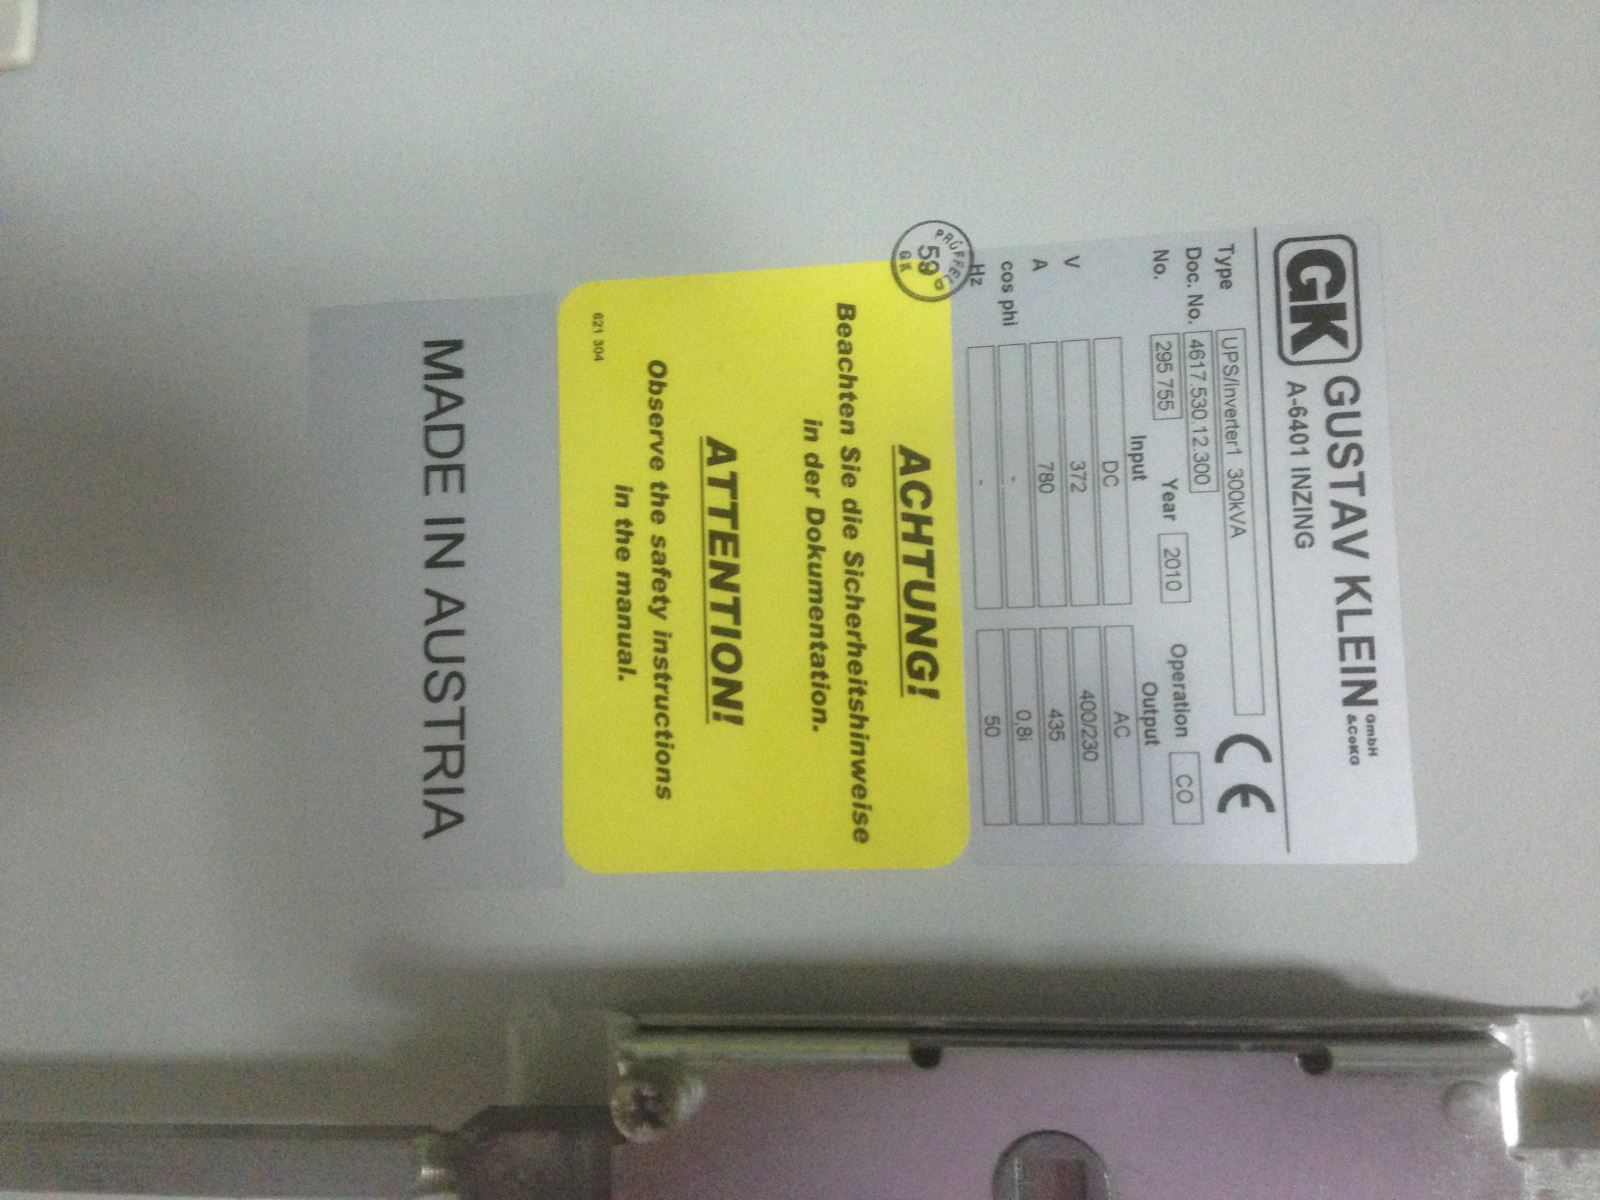 GK GUSTAV KLEIN GmbH &CoKG
A-6401 INZING
Type UPS/Inverter1 300kVA CE
Doc. No. 4617.530.12.300
No. 295 755 Year 2010 Operation CO
Input Output
DC AC
V 372 400/230
A 780 435
cos phi - 0,8i
Hz - 50
59
GK
ACHTUNG!
Beachten Sie die Sicherheitshinweise
in der Dokumentation.
ATTENTION!
Observe the safety instructions
in the manual.
621 304
MADE IN AUSTRIA